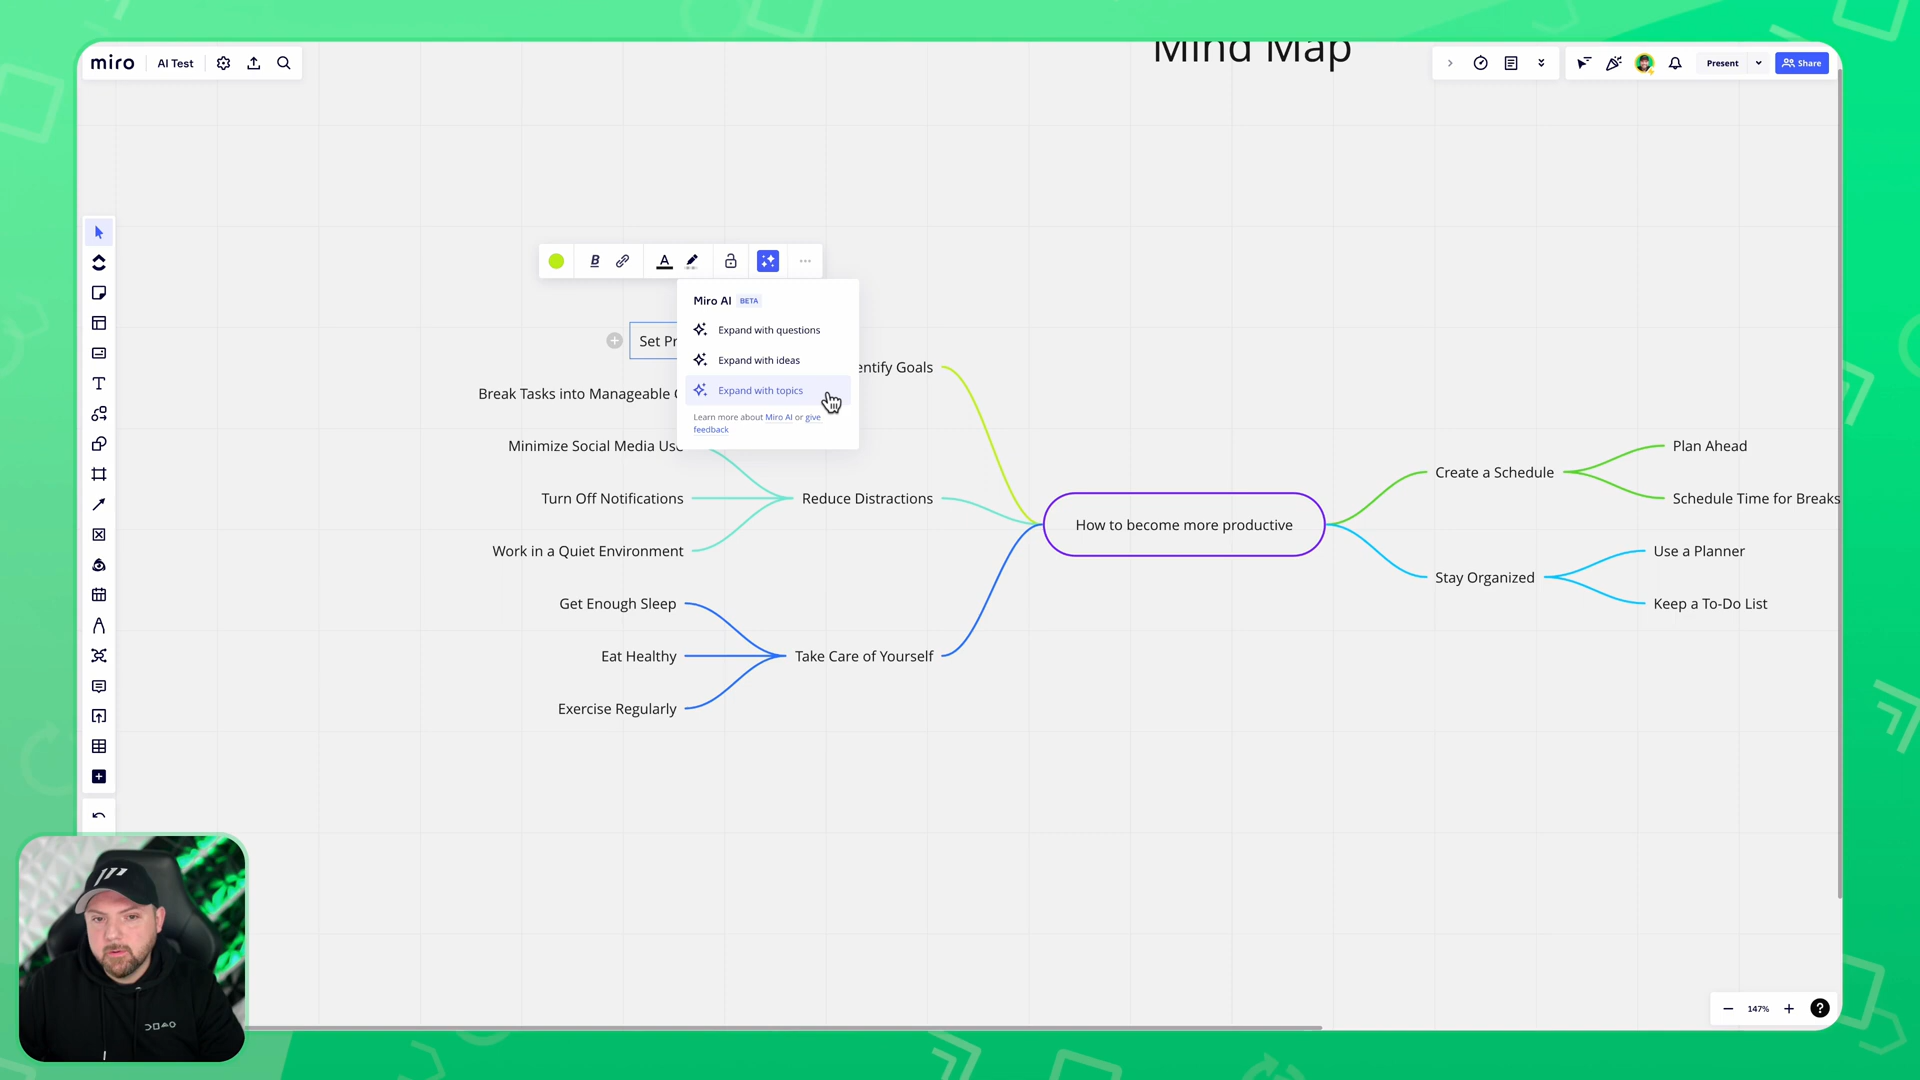 Mind Map
miro
AI Test
Present
Share
B
A
Miro AI BETA
Expand with questions
Expand with ideas
Expand with topics
Learn more about Miro AI or give
feedback
Set Pr
entify Goals
Break Tasks into Manageable
Minimize Social Media Use
Turn Off Notifications
Reduce Distractions
Work in a Quiet Environment
Get Enough Sleep
Eat Healthy
Take Care of Yourself
Exercise Regularly
How to become more productive
Create a Schedule
Plan Ahead
Schedule Time for Breaks
Stay Organized
Use a Planner
Keep a To-Do List
147%